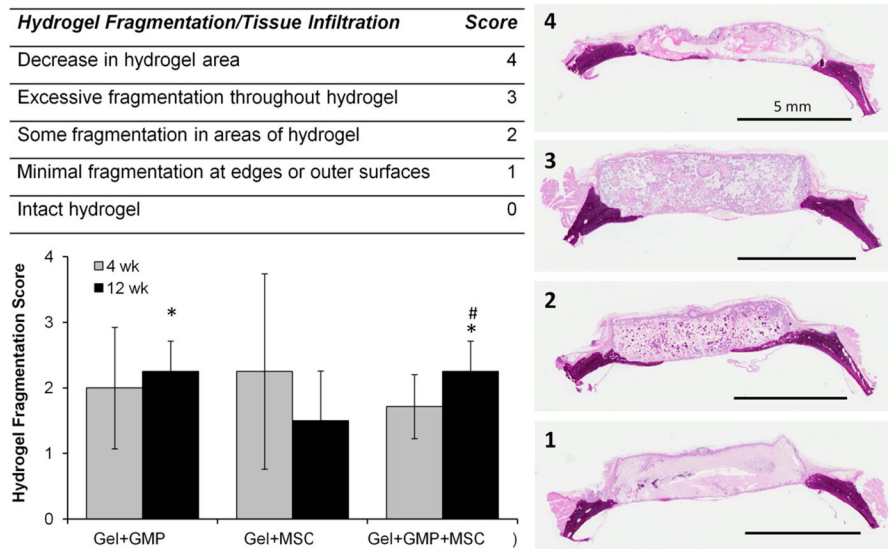 Hydrogel Fragmentation/Tissue Infiltration Score
Decrease in hydrogel area 4
Excessive fragmentation throughout hydrogel 3
Some fragmentation in areas of hydrogel 2
Minimal fragmentation at edges or outer surfaces 1
Intact hydrogel 0
Hydrogel Fragmentation Score
4
3
2
1
0
4 wk
12 wk
*
#
*
Gel+GMP Gel+MSC Gel+GMP+MSC )
4
5 mm
3
2
1